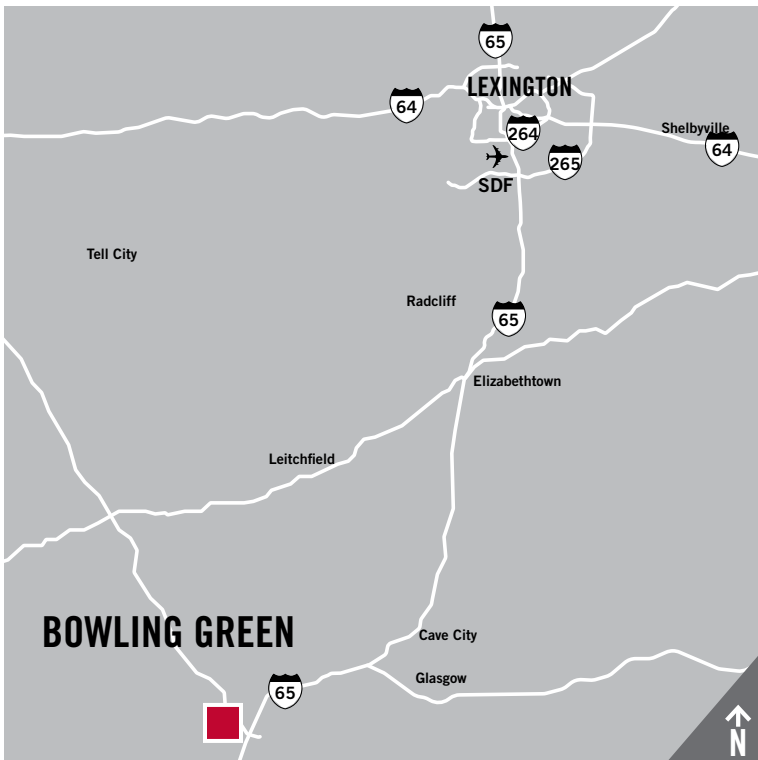 65
LEXINGTON
64
264
Shelbyville
64
265
SDF
Tell City
Radcliff
65
Elizabethtown
Leitchfield
BOWLING GREEN
Cave City
Glasgow
65
N